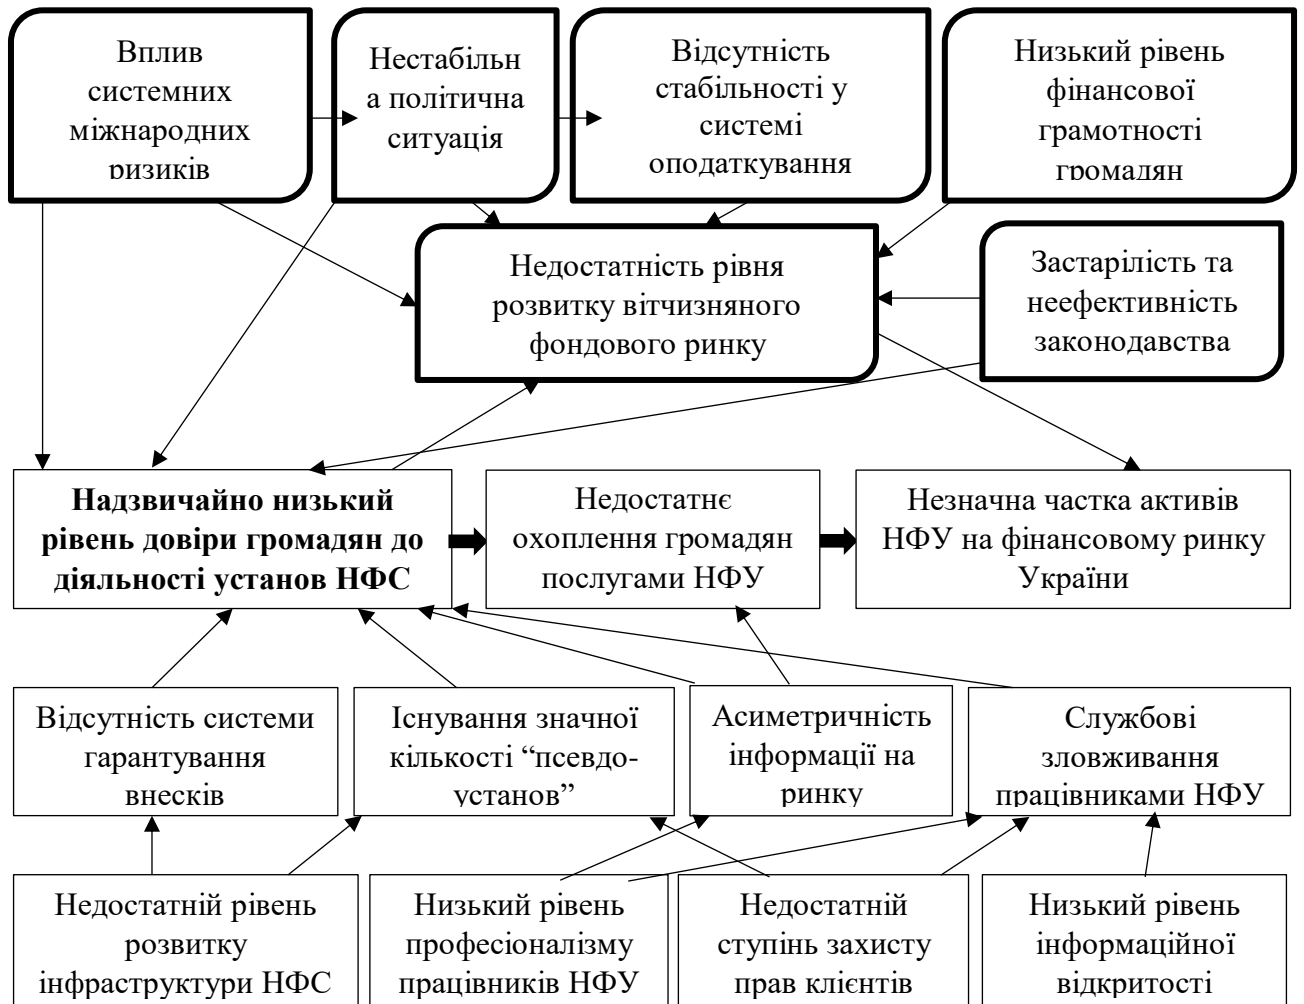 Вплив
системних
міжнародних
ризиків
Нестабільн
а політична
ситуація
Відсутність
стабільності у
системі
оподаткування
Низький рівень
фінансової
грамотності
громадян
Недостатність рівня
розвитку вітчизняного
фондового ринку
Застарілість та
неефективність
законодавства
Надзвичайно низький
рівень довіри громадян до
діяльності установ НФС
Недостатнє
охоплення громадян
послугами НФУ
Незначна частка активів
НФУ на фінансовому ринку
України
Відсутність системи
гарантування
внесків
Існування значної
кількості “псевдо-
установ”
Асиметричність
інформації на
ринку
Службові
зловживання
працівниками НФУ
Недостатній рівень
розвитку
інфраструктури НФС
Низький рівень
професіоналізму
працівників НФУ
Недостатній
ступінь захисту
прав клієнтів
Низький рівень
інформаційної
відкритості